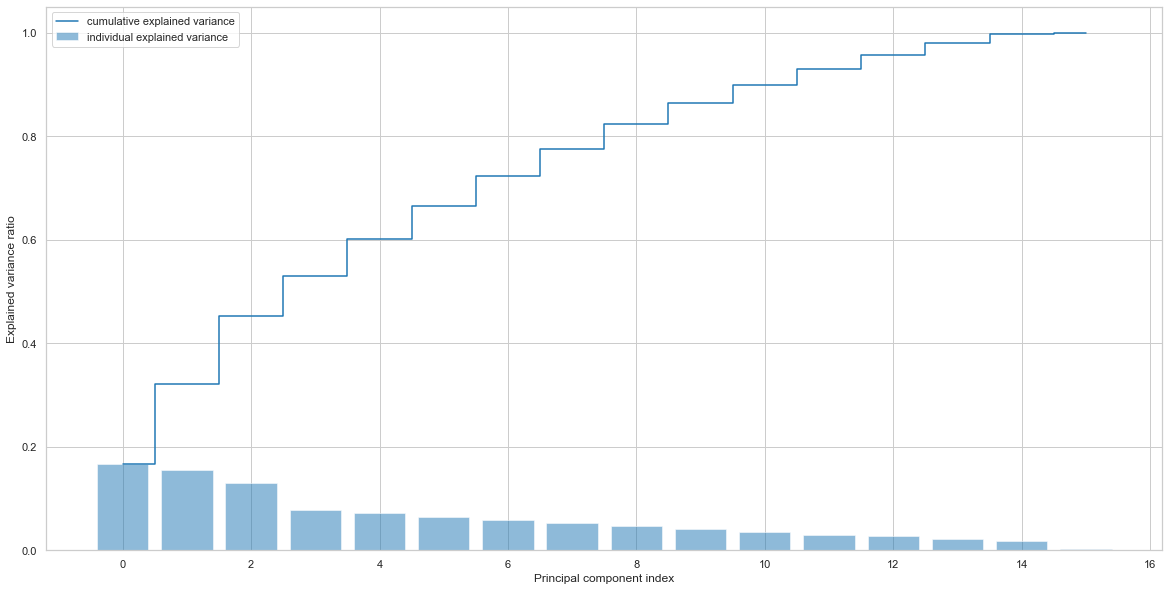 cumulative explained variance
individual explained variance
1.0
0.8
0.6
0.4
0.2
0.0
Explained variance ratio
0 2 4 6 8 10 12 14 16
Principal component index